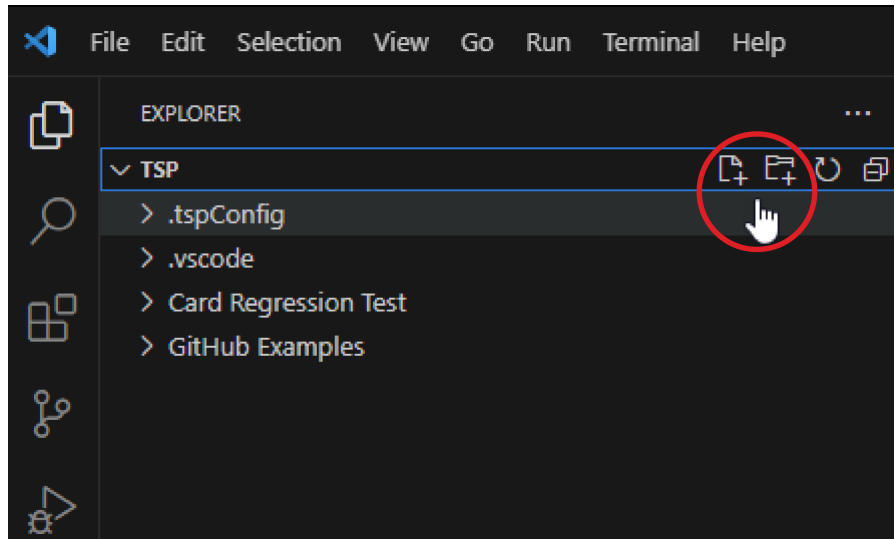 File Edit Selection View Go Run Terminal Help
EXPLORER
TSP
.tspConfig
.vscode
Card Regression Test
GitHub Examples